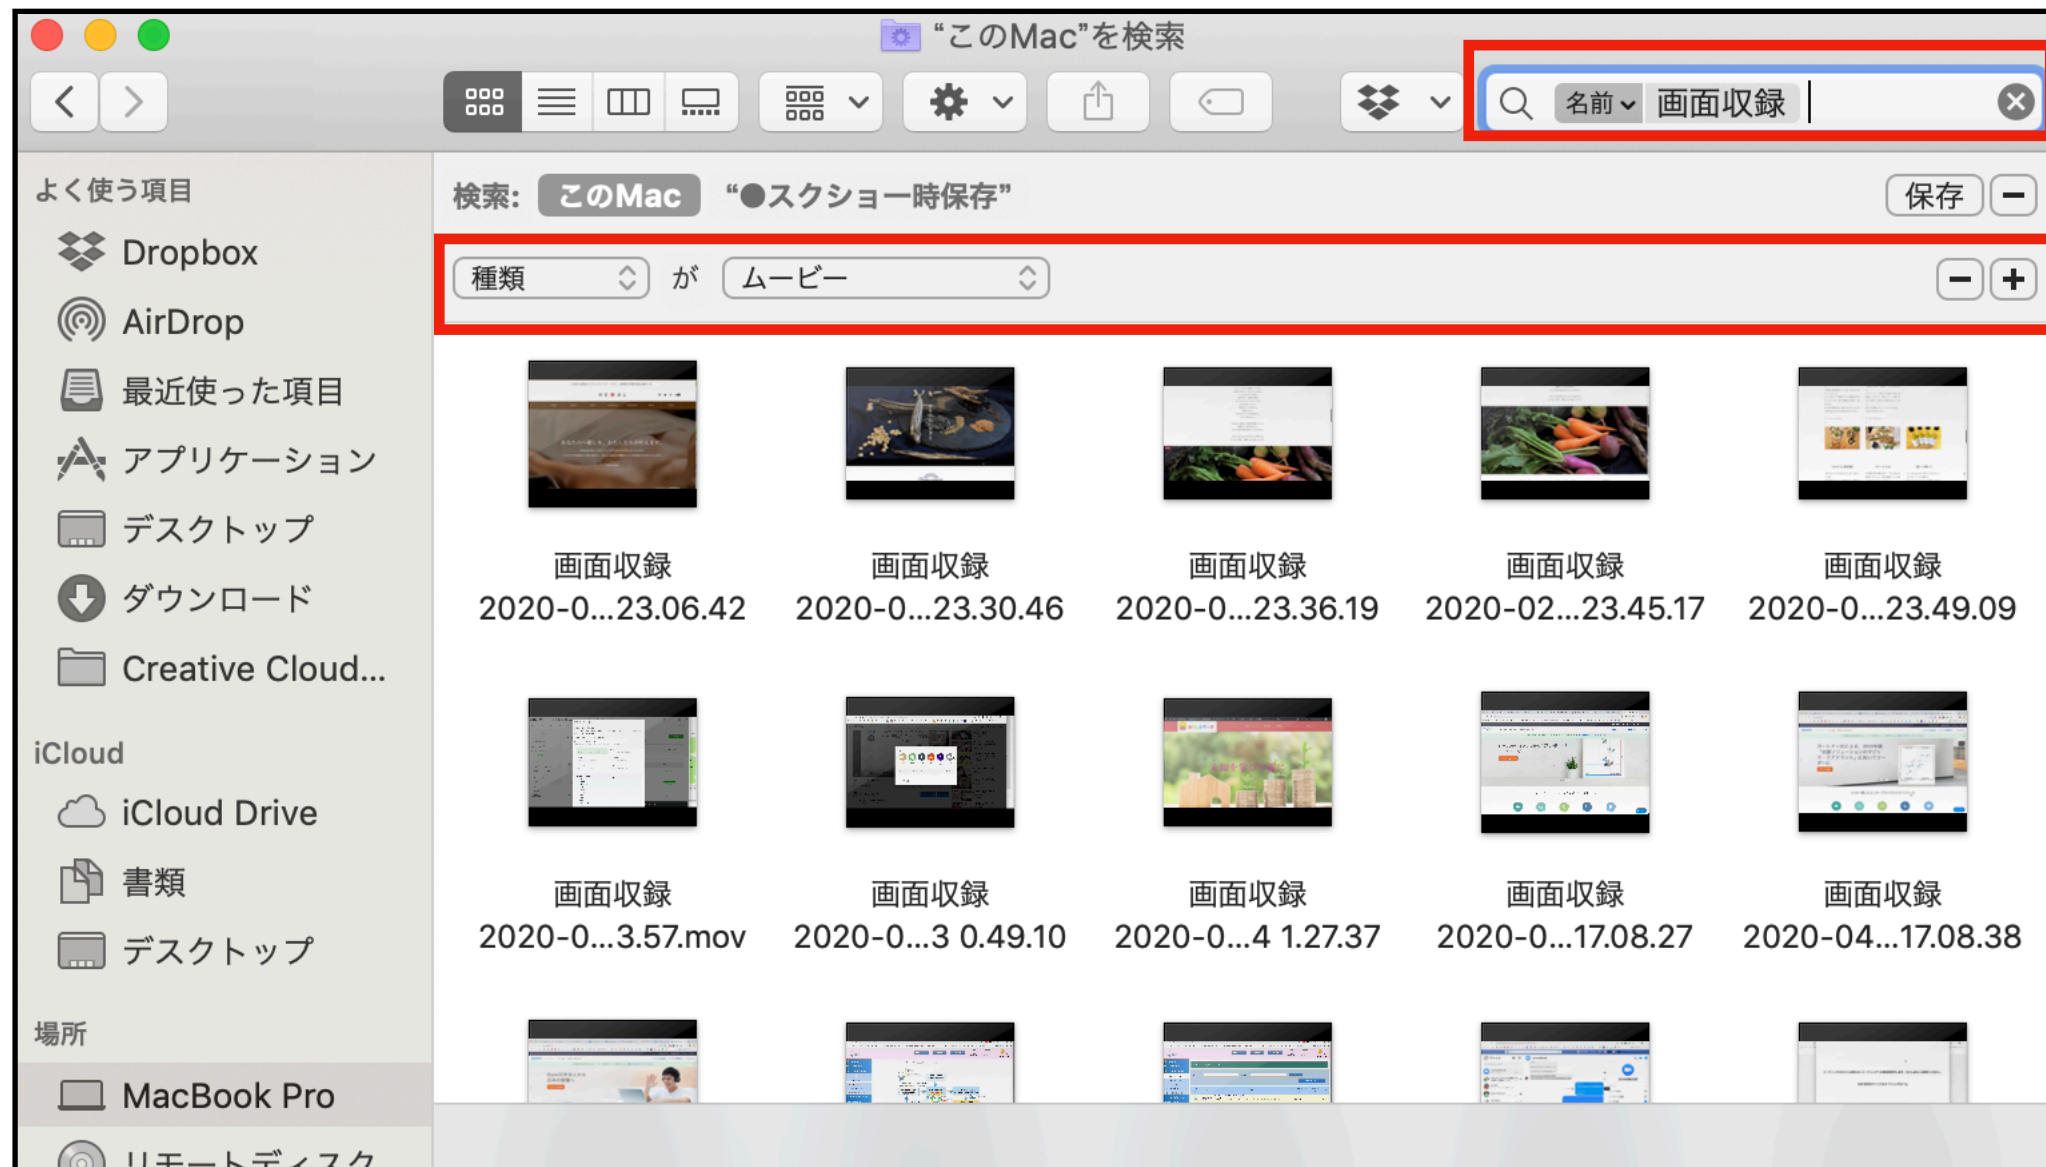 “このMac”を検索
名前 画面収録
よく使う項目
Dropbox
AirDrop
最近使った項目
アプリケーション
デスクトップ
ダウンロード
Creative Cloud...
iCloud
iCloud Drive
書類
デスクトップ
場所
MacBook Pro
リモートディスク
検索: このMac “●スクショ一時保存” 保存
種類 が ムービー
画面収録
2020-0...23.06.42
画面収録
2020-0...23.30.46
画面収録
2020-0...23.36.19
画面収録
2020-02...23.45.17
画面収録
2020-0...23.49.09
画面収録
2020-0...3.57.mov
画面収録
2020-0...3 0.49.10
画面収録
2020-0...4 1.27.37
画面収録
2020-0...17.08.27
画面収録
2020-04...17.08.38